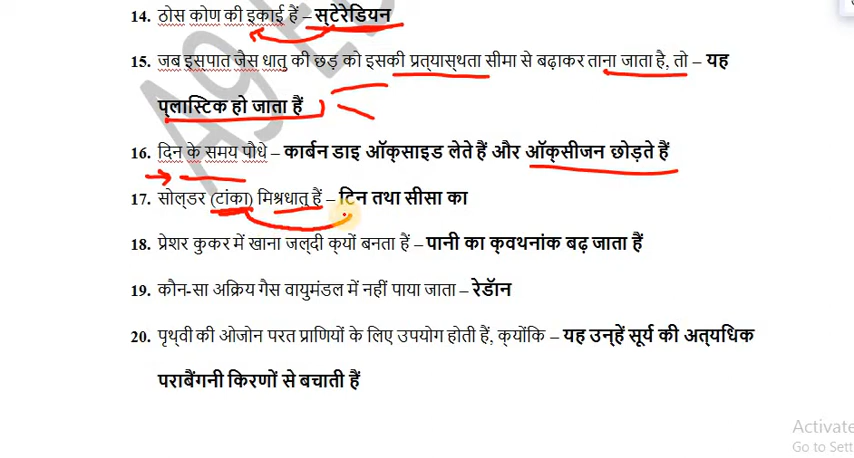 14. ठोस कोण की इकाई हैं – स्टेरेडियन
15. जब इस्पात जैस धातु की छड़ को इसकी प्रत्यास्थता सीमा से बढ़ाकर ताना जाता है, तो – यह
प्लास्टिक हो जाता हैं
16. दिन के समय पौधे – कार्बन डाइ ऑक्साइड लेते हैं और ऑक्सीजन छोड़ते हैं
17. सोल्डर (टांका) मिश्रधातु हैं – टिन तथा सीसा का
18. प्रेशर कुकर में खाना जल्दी क्यों बनता हैं – पानी का क्वथनांक बढ़ जाता हैं
19. कौन-सा अक्रिय गैस वायुमंडल में नहीं पाया जाता – रेडॉन
20. पृथ्वी की ओजोन परत प्राणियों के लिए उपयोग होती हैं, क्योंकि – यह उन्हें सूर्य की अत्यधिक
पराबैंगनी किरणों से बचाती हैं
Activate
Go to Sett